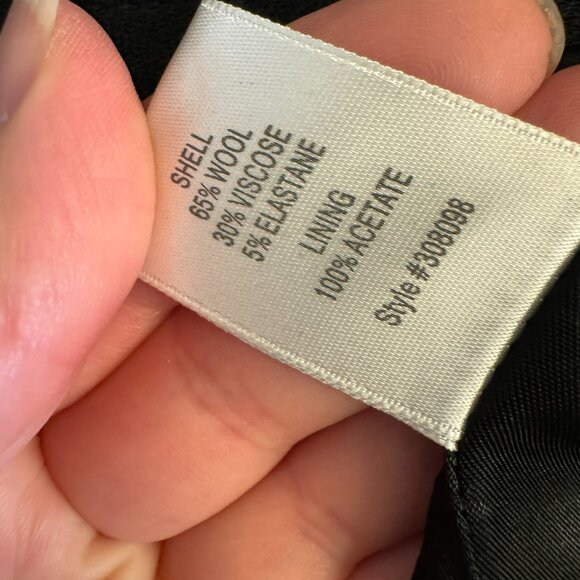 SHELL
65% WOOL
30% VISCOSE
5% ELASTANE
LINING
100% ACETATE
Style #308098